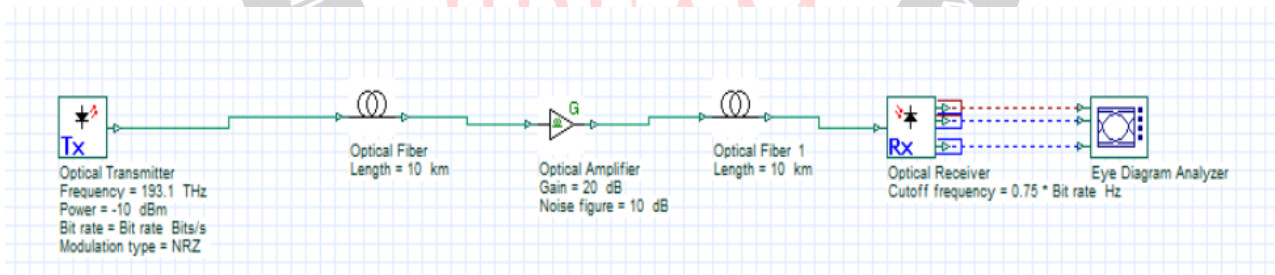 Tx
Optical Transmitter
Frequency = 193.1 THz
Power = -10 dBm
Bit rate = Bit rate Bits/s
Modulation type = NRZ
Optical Fiber
Length = 10 km
G
Optical Amplifier
Gain = 20 dB
Noise figure = 10 dB
Optical Fiber 1
Length = 10 km
Rx
Optical Receiver
Cutoff frequency = 0.75 * Bit rate Hz
Eye Diagram Analyzer